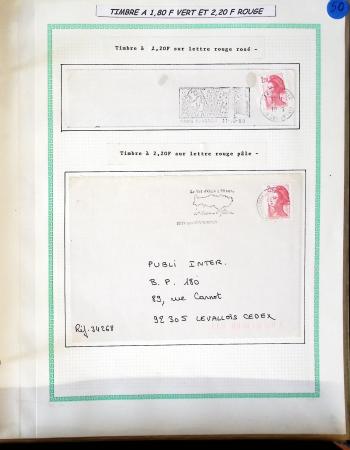 TIMBRE A 1,80 F VERT ET 2,20 F ROUGE
50
Timbre à 2,20F sur lettre rouge rosé -
Timbre à 2,20F sur lettre rouge pâle -
PUBLI INTER.
B.P. 180
89, rue Carnot
92305 LEVALLOIS CEDEX
Réf. 34268